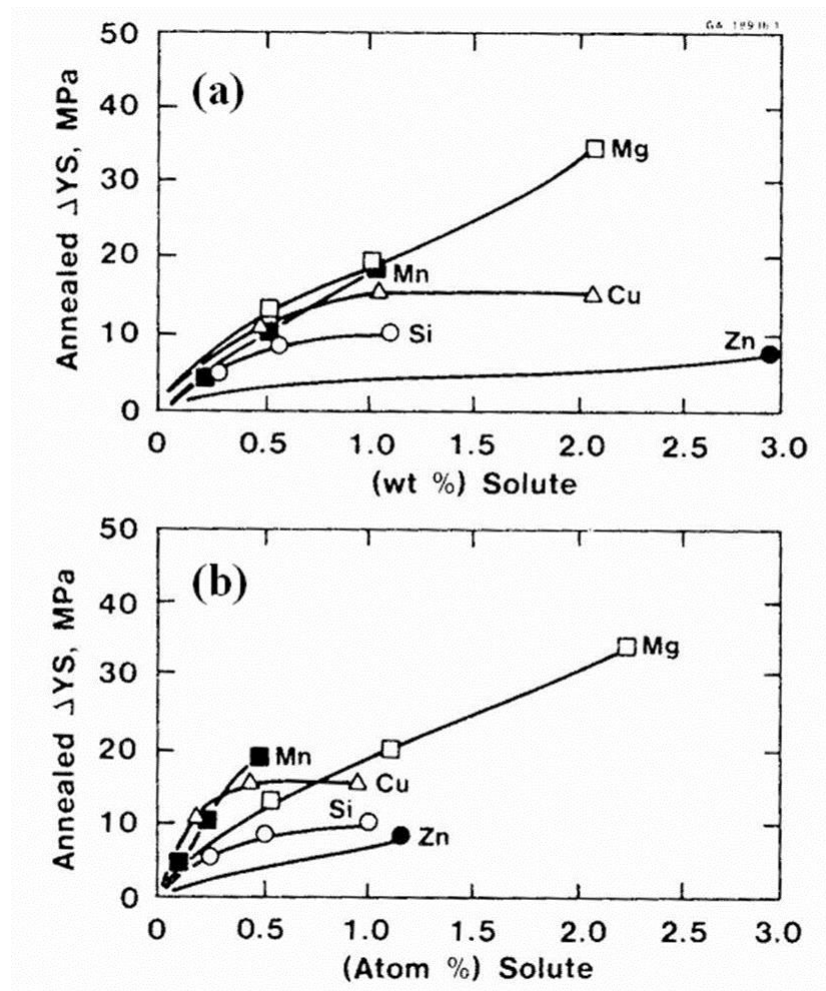 50
(a)
40
Annealed ΔYS, MPa
30
20
10
0
Mg
Mn
Cu
Si
Zn
0 0.5 1.0 1.5 2.0 2.5 3.0
(wt %) Solute
50
(b)
40
Annealed ΔYS, MPa
30
20
10
0
Mg
Mn
Cu
Si
Zn
0 0.5 1.0 1.5 2.0 2.5 3.0
(Atom %) Solute